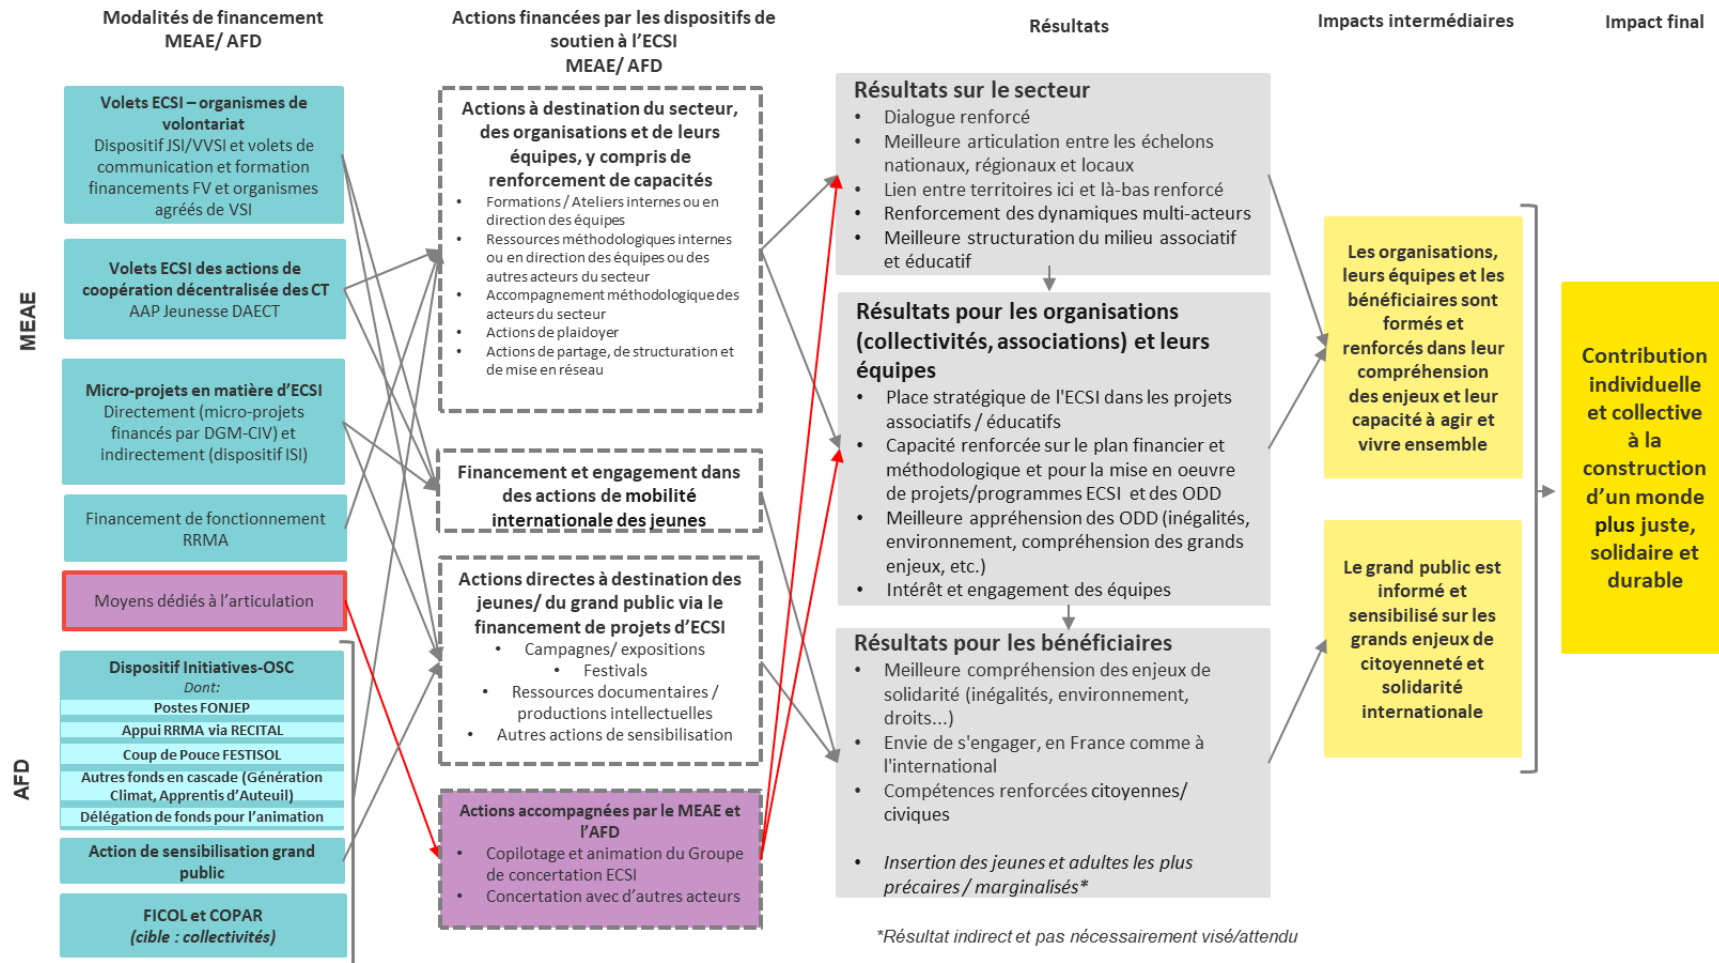 Modalités de financement
MEAE/ AFD
Actions financées par les dispositifs de
soutien à l'ECSI
MEAE/ AFD
Résultats
Impacts intermédiaires
Impact final
MEAE
AFD
Volets ECSI – organismes de
volontariat
Dispositif JSI/VVSI et volets de
communication et formation
financements FV et organismes
agréés de VSI
Volets ECSI des actions de
coopération décentralisée des CT
AAP Jeunesse DAECT
Micro-projets en matière d'ECSI
Directement (micro-projets
financés par DGM-CIV) et
indirectement (dispositif ISI)
Financement de fonctionnement
RRMA
Moyens dédiés à l'articulation
Dispositif Initiatives-OSC
Dont:
Postes FONJEP
Appui RRMA via RECITAL
Coup de Pouce FESTISOL
Autres fonds en cascade (Génération
Climat, Apprentis d'Auteuil)
Délégation de fonds pour l'animation
Action de sensibilisation grand
public
FICOL et COPAR
(cible : collectivités)
Actions à destination du secteur,
des organisations et de leurs
équipes, y compris de
renforcement de capacités
• Formations / Ateliers internes ou en
direction des équipes
• Ressources méthodologiques internes
ou en direction des équipes ou des
autres acteurs du secteur
• Accompagnement méthodologique des
acteurs du secteur
• Actions de plaidoyer
• Actions de partage, de structuration et
de mise en réseau
Financement et engagement dans
des actions de mobilité
internationale des jeunes
Actions directes à destination des
jeunes/ du grand public via le
financement de projets d'ECSI
• Campagnes/ expositions
• Festivals
• Ressources documentaires /
productions intellectuelles
• Autres actions de sensibilisation
Actions accompagnées par le MEAE et
l'AFD
• Copilotage et animation du Groupe
de concertation ECSI
• Concertation avec d'autres acteurs
Résultats sur le secteur
• Dialogue renforcé
• Meilleure articulation entre les échelons
nationaux, régionaux et locaux
• Lien entre territoires ici et là-bas renforcé
• Renforcement des dynamiques multi-acteurs
• Meilleure structuration du milieu associatif
et éducatif
Résultats pour les organisations
(collectivités, associations) et leurs
équipes
• Place stratégique de l'ECSI dans les projets
associatifs / éducatifs
• Capacité renforcée sur le plan financier et
méthodologique et pour la mise en oeuvre
de projets/programmes ECSI et des ODD
• Meilleure appréhension des ODD (inégalités,
environnement, compréhension des grands
enjeux, etc.)
• Intérêt et engagement des équipes
Résultats pour les bénéficiaires
• Meilleure compréhension des enjeux de
solidarité (inégalités, environnement,
droits...)
• Envie de s'engager, en France comme à
l'international
• Compétences renforcées citoyennes/
civiques
• Insertion des jeunes et adultes les plus
précaires / marginalisés*
*Résultat indirect et pas nécessairement visé/attendu
Les organisations,
leurs équipes et les
bénéficiaires sont
formés et
renforcés dans leur
compréhension
des enjeux et leur
capacité à agir et
vivre ensemble
Le grand public est
informé et
sensibilisé sur les
grands enjeux de
citoyenneté et
solidarité
internationale
Contribution
individuelle
et collective
à la
construction
d'un monde
plus juste,
solidaire et
durable